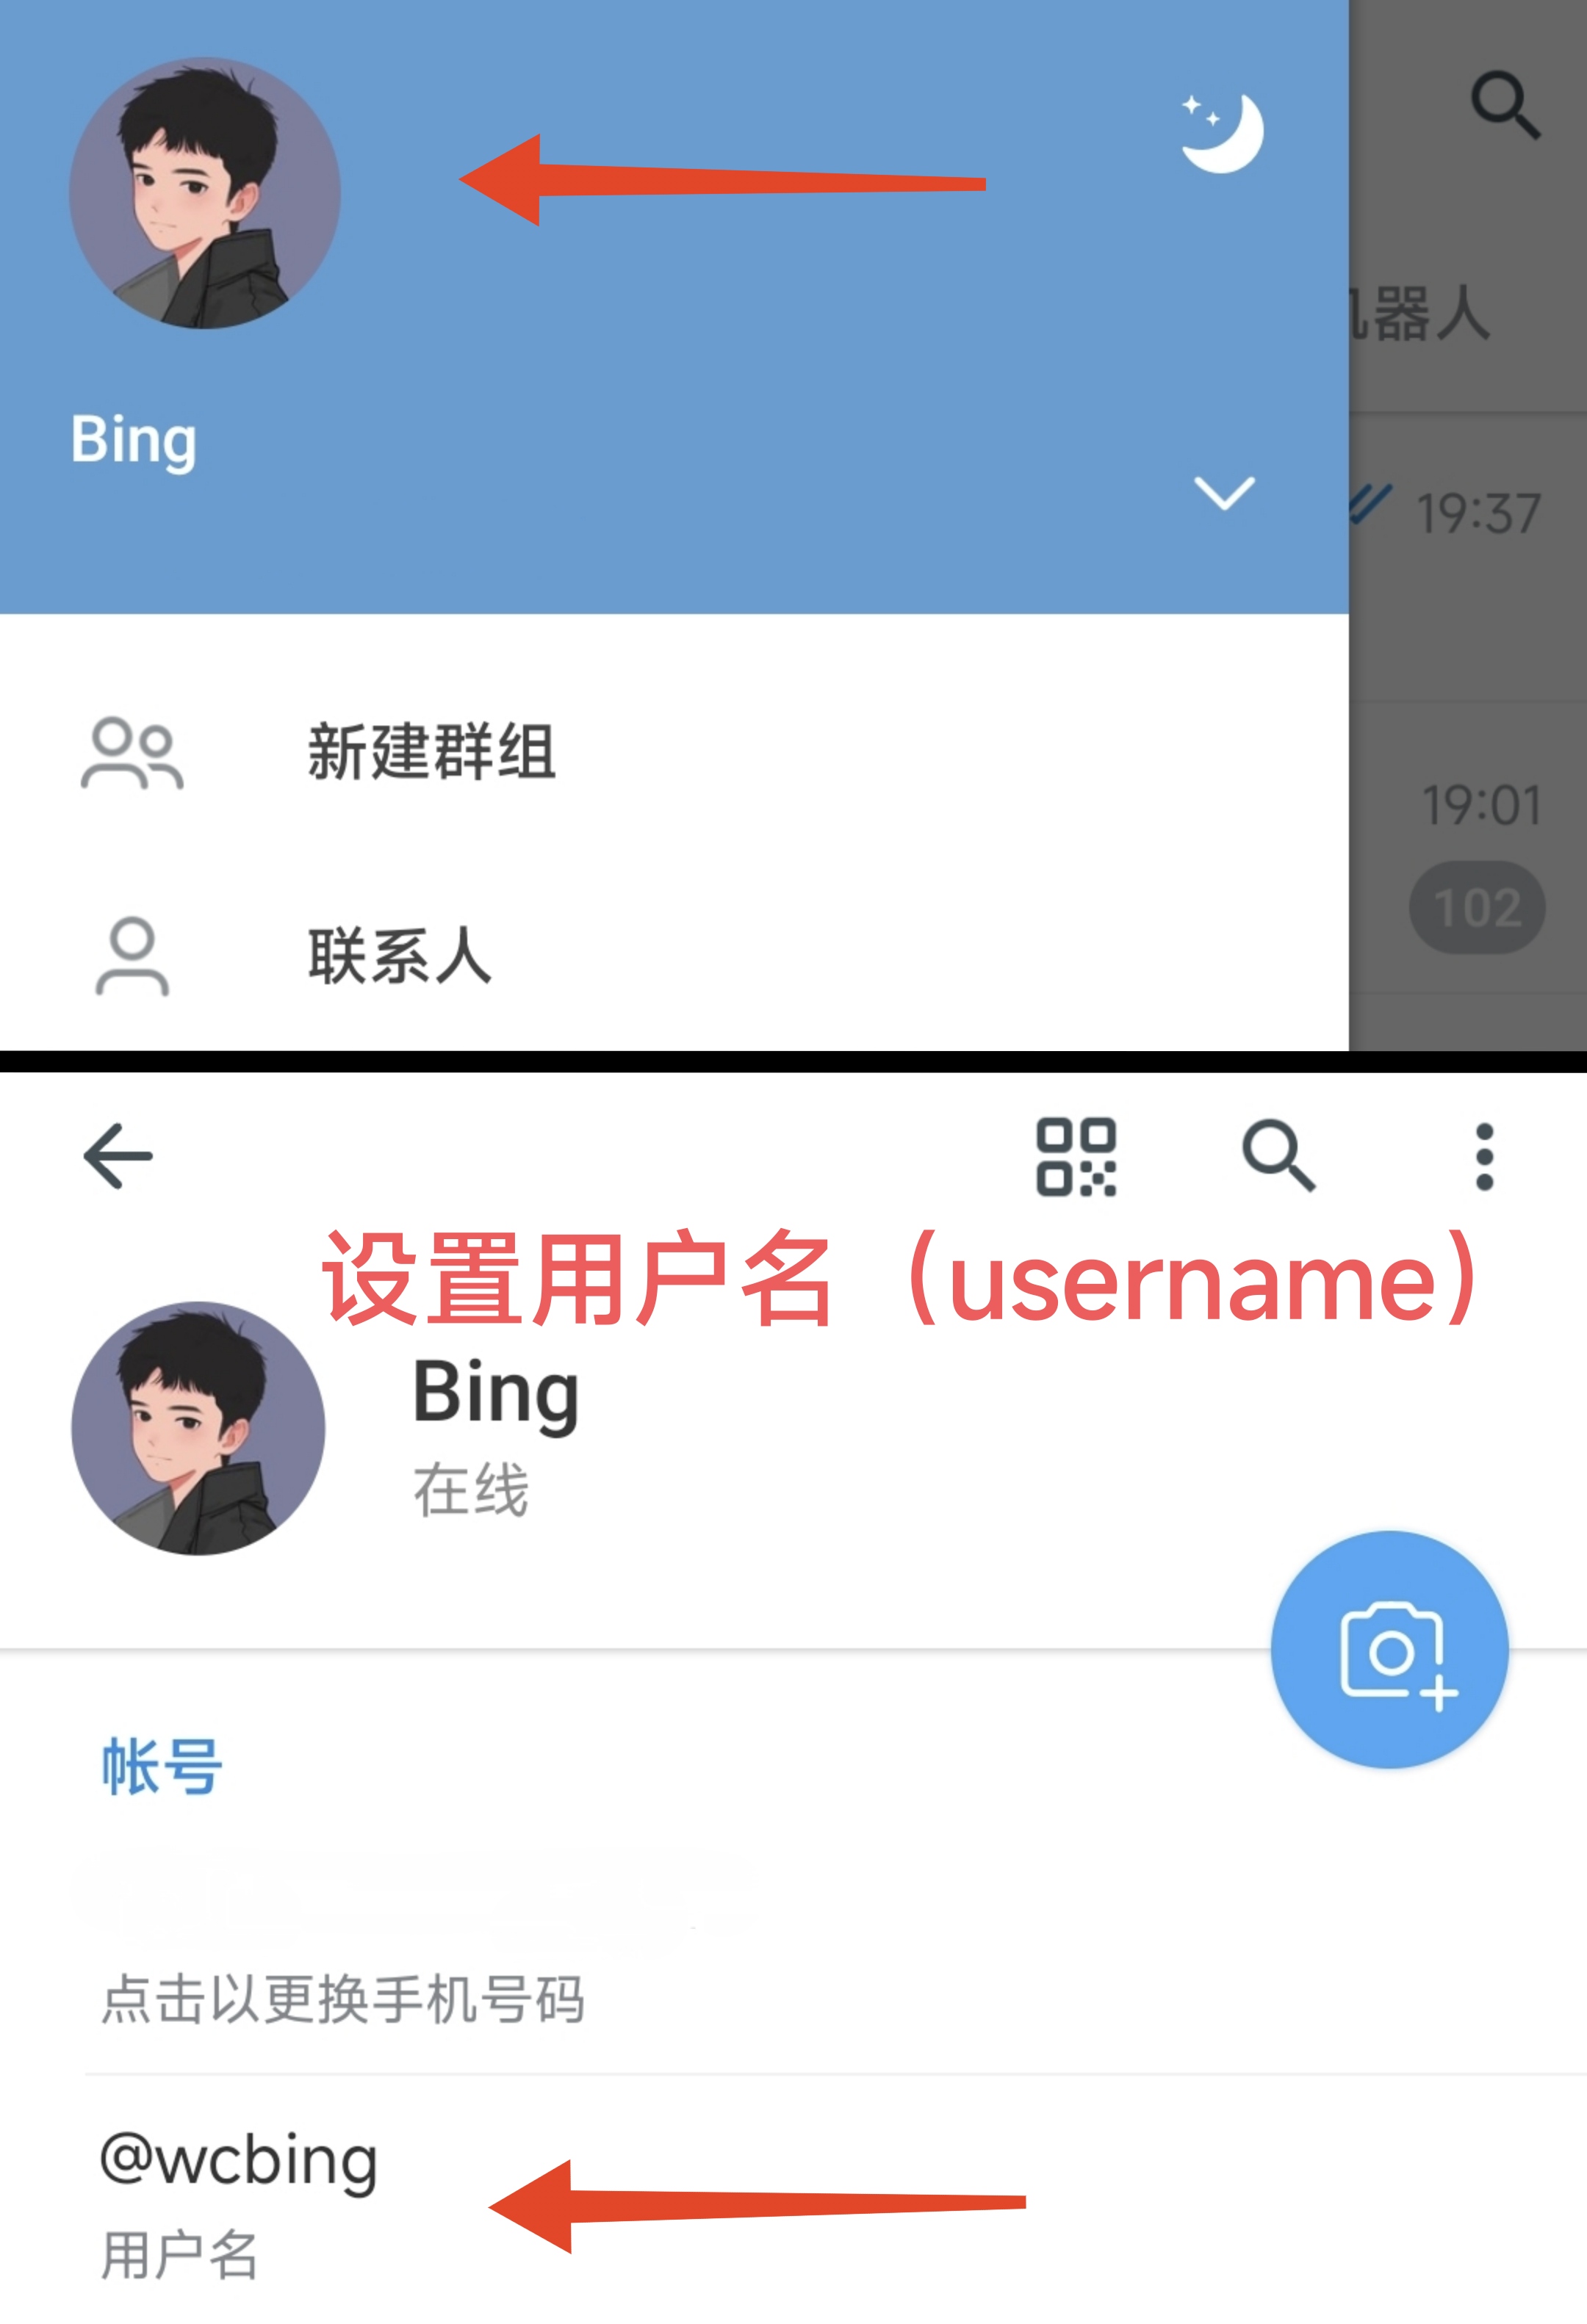 器人
Bing
19:37
新建群组
19:01
102
联系人
设置用户名（username）
Bing
在线
帐号
点击以更换手机号码
@wcbing
用户名